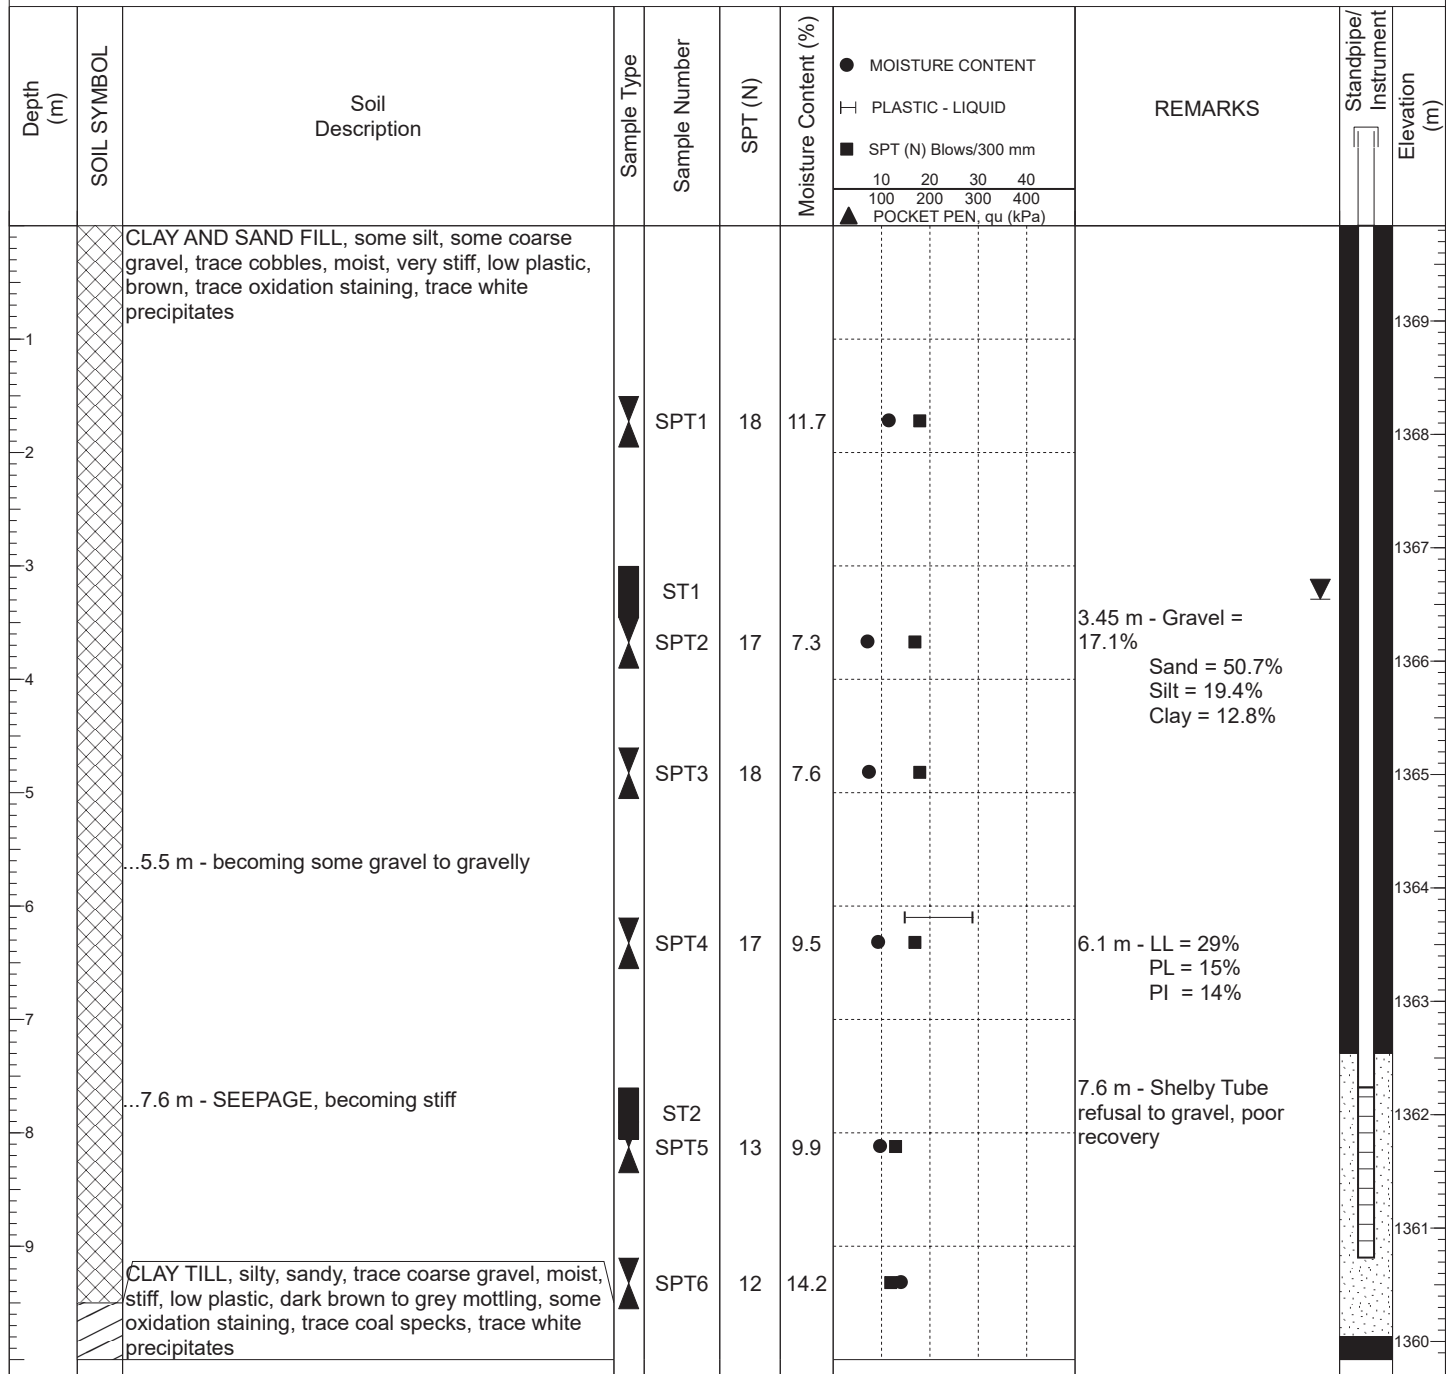 Depth
(m)
SOIL SYMBOL
Soil
Description
Sample Type
Sample Number
SPT (N)
Moisture Content (%)
MOISTURE CONTENT
PLASTIC - LIQUID
SPT (N) Blows/300 mm
10 20 30 40
100 200 300 400
POCKET PEN, qu (kPa)
REMARKS
Standpipe/
Instrument
Elevation
(m)
CLAY AND SAND FILL, some silt, some coarse
gravel, trace cobbles, moist, very stiff, low plastic,
brown, trace oxidation staining, trace white
precipitates
1369
1
SPT1 18 11.7
1368
2
1367
3
ST1
3.45 m - Gravel =
17.1%
SPT2 17 7.3
Sand = 50.7%
1366
4
Silt = 19.4%
Clay = 12.8%
SPT3 18 7.6
1365
5
...5.5 m - becoming some gravel to gravelly
1364
6
SPT4 17 9.5
6.1 m - LL = 29%
PL = 15%
PI = 14%
1363
7
...7.6 m - SEEPAGE, becoming stiff
7.6 m - Shelby Tube
refusal to gravel, poor
recovery
ST2
1362
8
SPT5 13 9.9
1361
9
CLAY TILL, silty, sandy, trace coarse gravel, moist,
stiff, low plastic, dark brown to grey mottling, some
oxidation staining, trace coal specks, trace white
precipitates
SPT6 12 14.2
1360